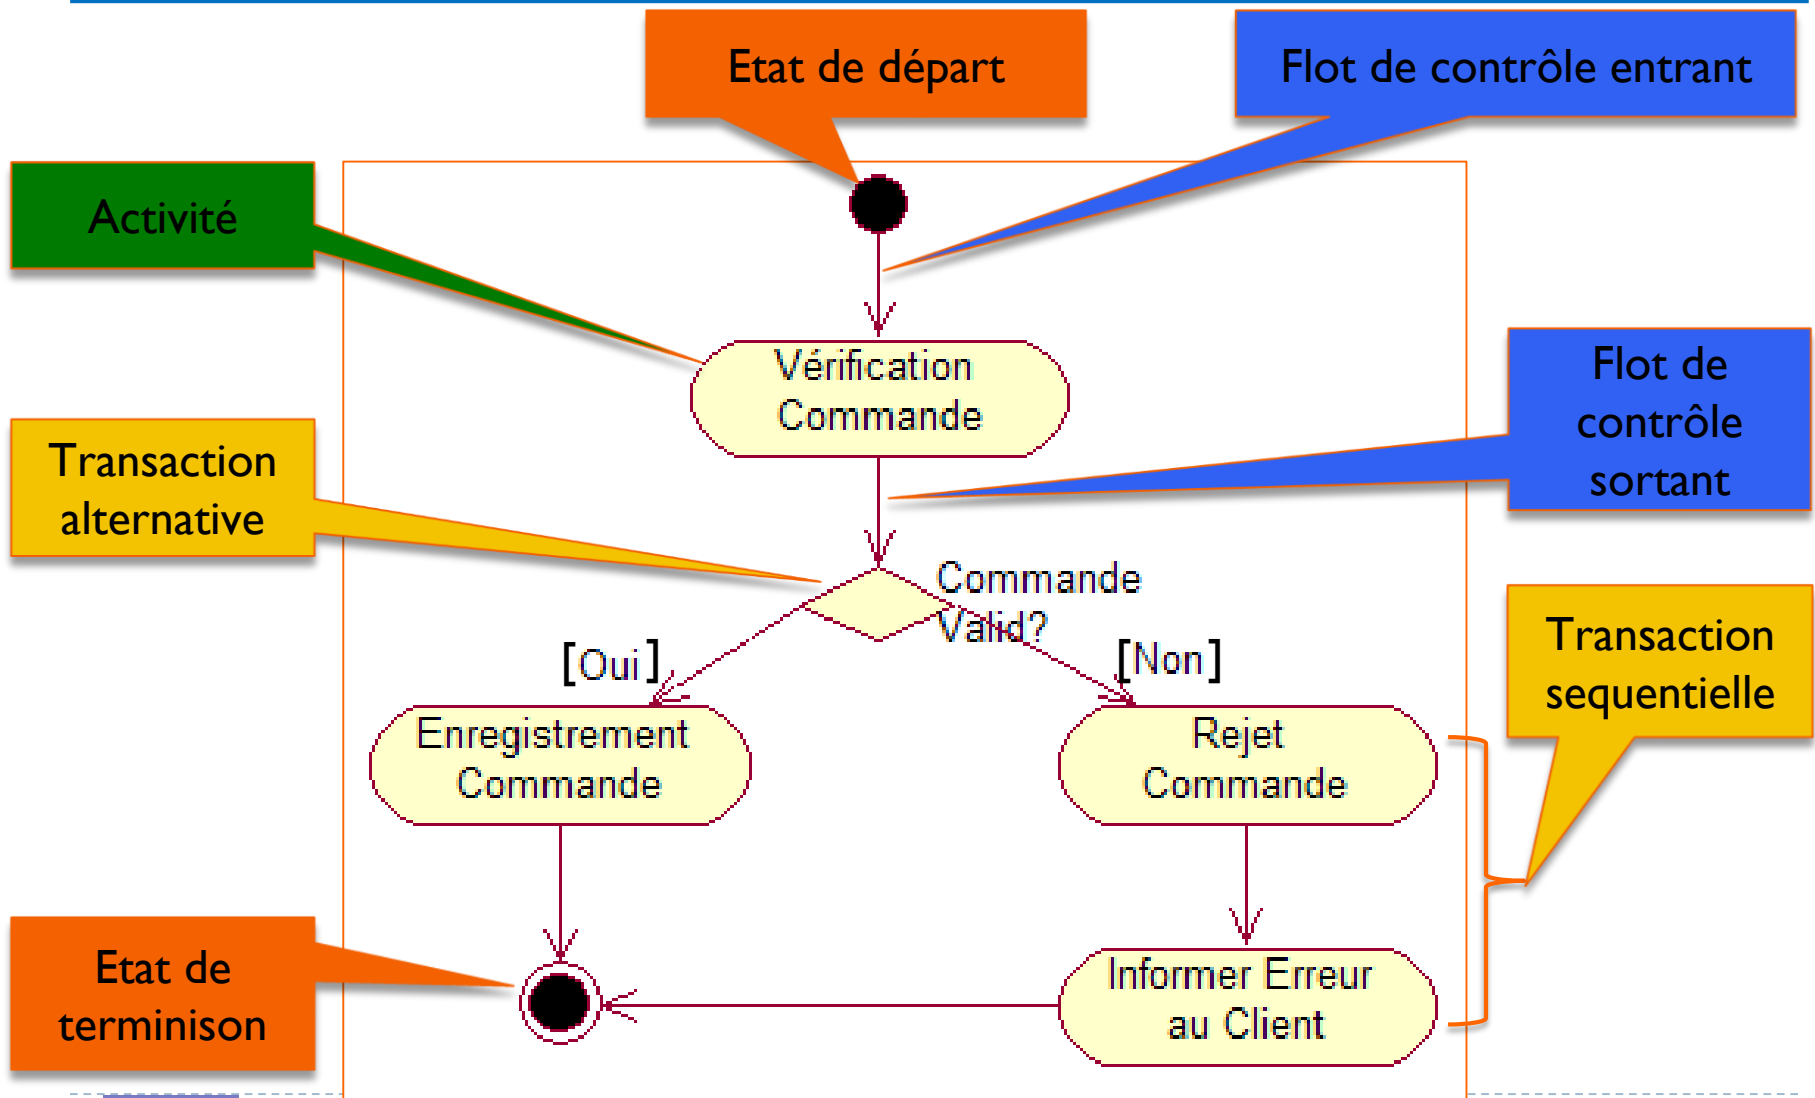 Etat de départ
Flot de contrôle entrant
Activité
Vérification
Commande
Flot de
contrôle
sortant
Transaction
alternative
Commande
Valid?
[Oui]
[Non]
Transaction
sequentielle
Enregistrement
Commande
Rejet
Commande
Etat de
terminison
Informer Erreur
au Client